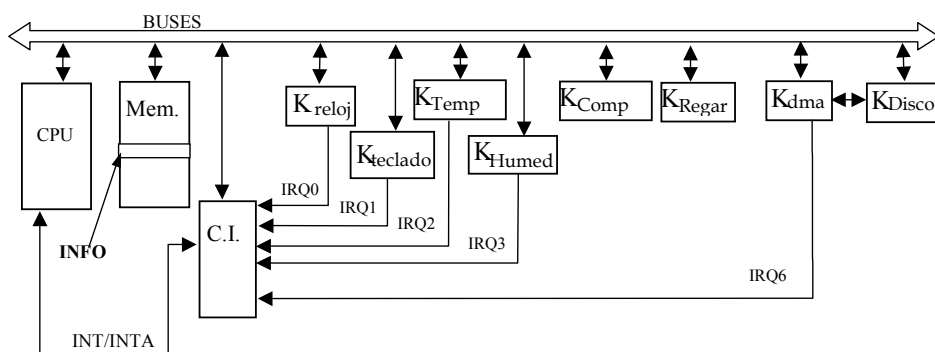 BUSES
CPU
Mem.
INFO
C.I.
K reloj
K teclado
K Temp
K Humed
K Comp
K Regar
K dma
K Disco
IRQ0
IRQ1
IRQ2
IRQ3
IRQ6
INT/INTA